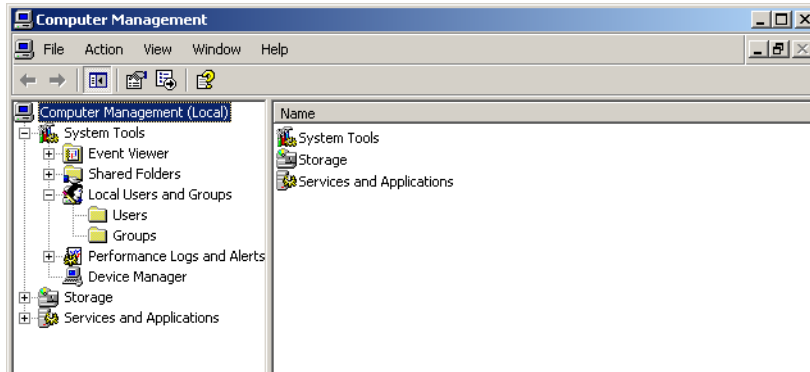 Computer Management
File Action View Window Help
Computer Management (Local)
System Tools
Event Viewer
Shared Folders
Local Users and Groups
Users
Groups
Performance Logs and Alerts
Device Manager
Storage
Services and Applications
Name
System Tools
Storage
Services and Applications